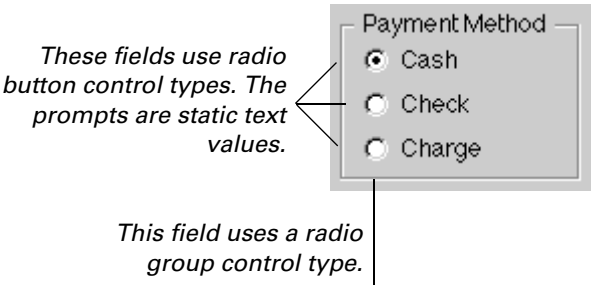 Payment Method
Cash
Check
Charge
These fields use radio
button control types. The
prompts are static text
values.
This field uses a radio
group control type.